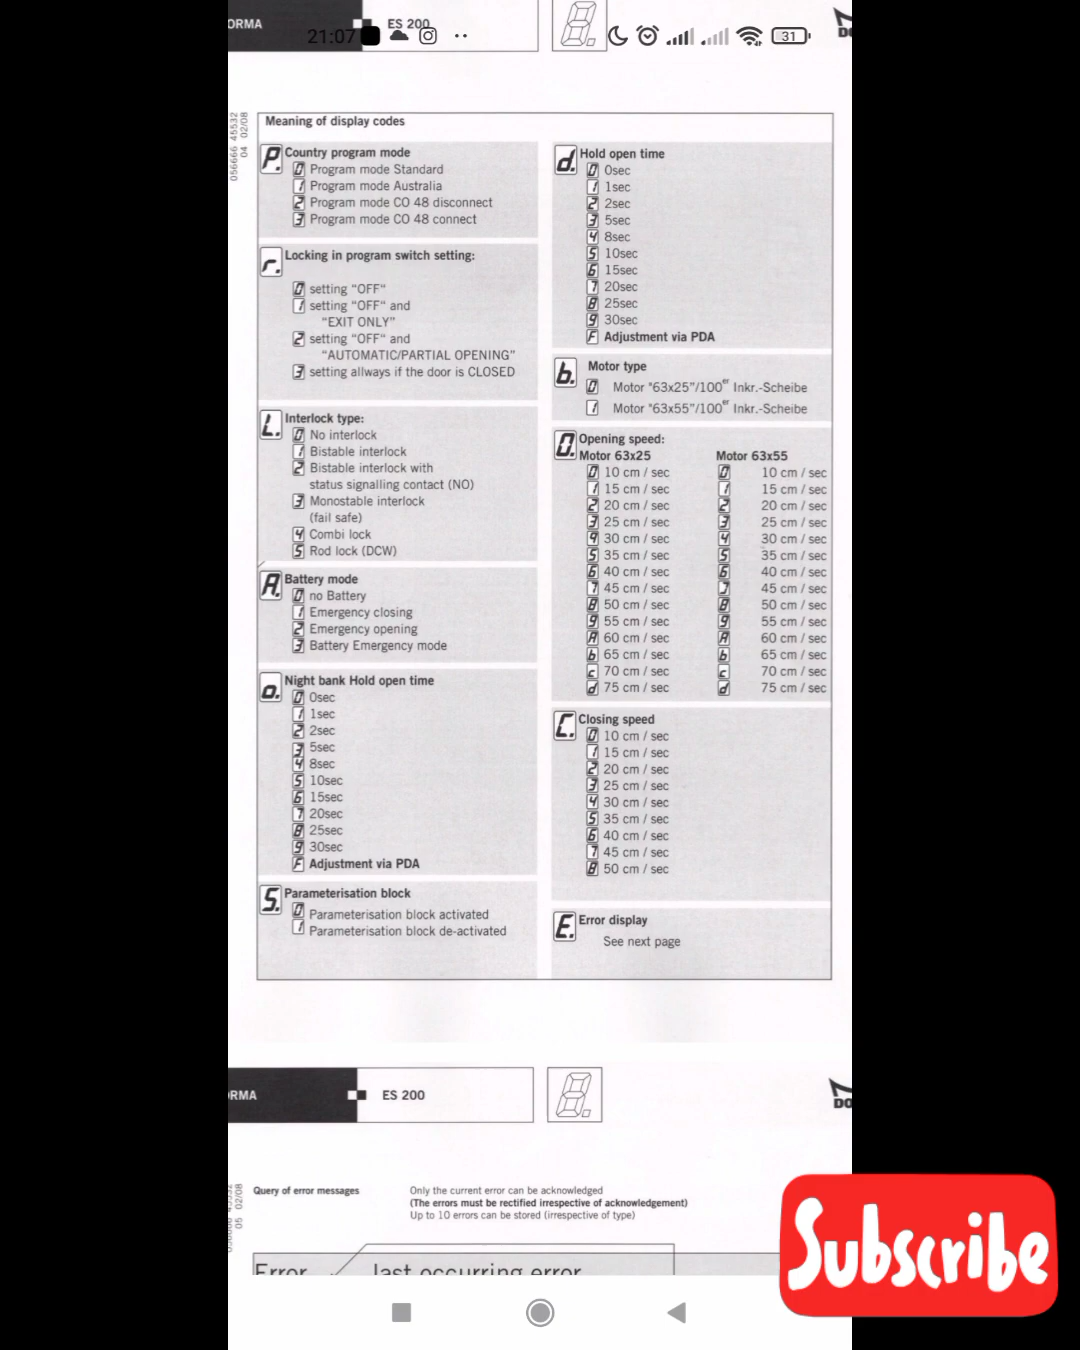 ORMA
ES 200
21:07
31
056666 45532
04 02/08
Meaning of display codes
P. Country program mode
0 Program mode Standard
1 Program mode Australia
2 Program mode CO 48 disconnect
3 Program mode CO 48 connect
r. Locking in program switch setting:
0 setting "OFF"
1 setting "OFF" and
"EXIT ONLY"
2 setting "OFF" and
"AUTOMATIC/PARTIAL OPENING"
3 setting allways if the door is CLOSED
L. Interlock type:
0 No interlock
1 Bistable interlock
2 Bistable interlock with
status signalling contact (NO)
3 Monostable interlock
(fail safe)
4 Combi lock
5 Rod lock (DCW)
A. Battery mode
0 no Battery
1 Emergency closing
2 Emergency opening
3 Battery Emergency mode
o. Night bank Hold open time
0 0sec
1 1sec
2 2sec
3 5sec
4 8sec
5 10sec
6 15sec
7 20sec
8 25sec
9 30sec
F Adjustment via PDA
S. Parameterisation block
0 Parameterisation block activated
1 Parameterisation block de-activated
d. Hold open time
0 0sec
1 1sec
2 2sec
3 5sec
4 8sec
5 10sec
6 15sec
7 20sec
8 25sec
9 30sec
F Adjustment via PDA
b. Motor type
0 Motor "63x25"/100er Inkr.-Scheibe
1 Motor "63x55"/100er Inkr.-Scheibe
O. Opening speed:
Motor 63x25 Motor 63x55
0 10 cm / sec 0 10 cm / sec
1 15 cm / sec 1 15 cm / sec
2 20 cm / sec 2 20 cm / sec
3 25 cm / sec 3 25 cm / sec
4 30 cm / sec 4 30 cm / sec
5 35 cm / sec 5 35 cm / sec
6 40 cm / sec 6 40 cm / sec
7 45 cm / sec 7 45 cm / sec
8 50 cm / sec 8 50 cm / sec
9 55 cm / sec 9 55 cm / sec
A 60 cm / sec A 60 cm / sec
b 65 cm / sec b 65 cm / sec
c 70 cm / sec c 70 cm / sec
d 75 cm / sec d 75 cm / sec
C. Closing speed
0 10 cm / sec
1 15 cm / sec
2 20 cm / sec
3 25 cm / sec
4 30 cm / sec
5 35 cm / sec
6 40 cm / sec
7 45 cm / sec
8 50 cm / sec
E. Error display
See next page
RMA
ES 200
DO
05 02/08
Query of error messages
Only the current error can be acknowledged
(The errors must be rectified irrespective of acknowledgement)
Up to 10 errors can be stored (irrespective of type)
Error last occurring error
Subscribe